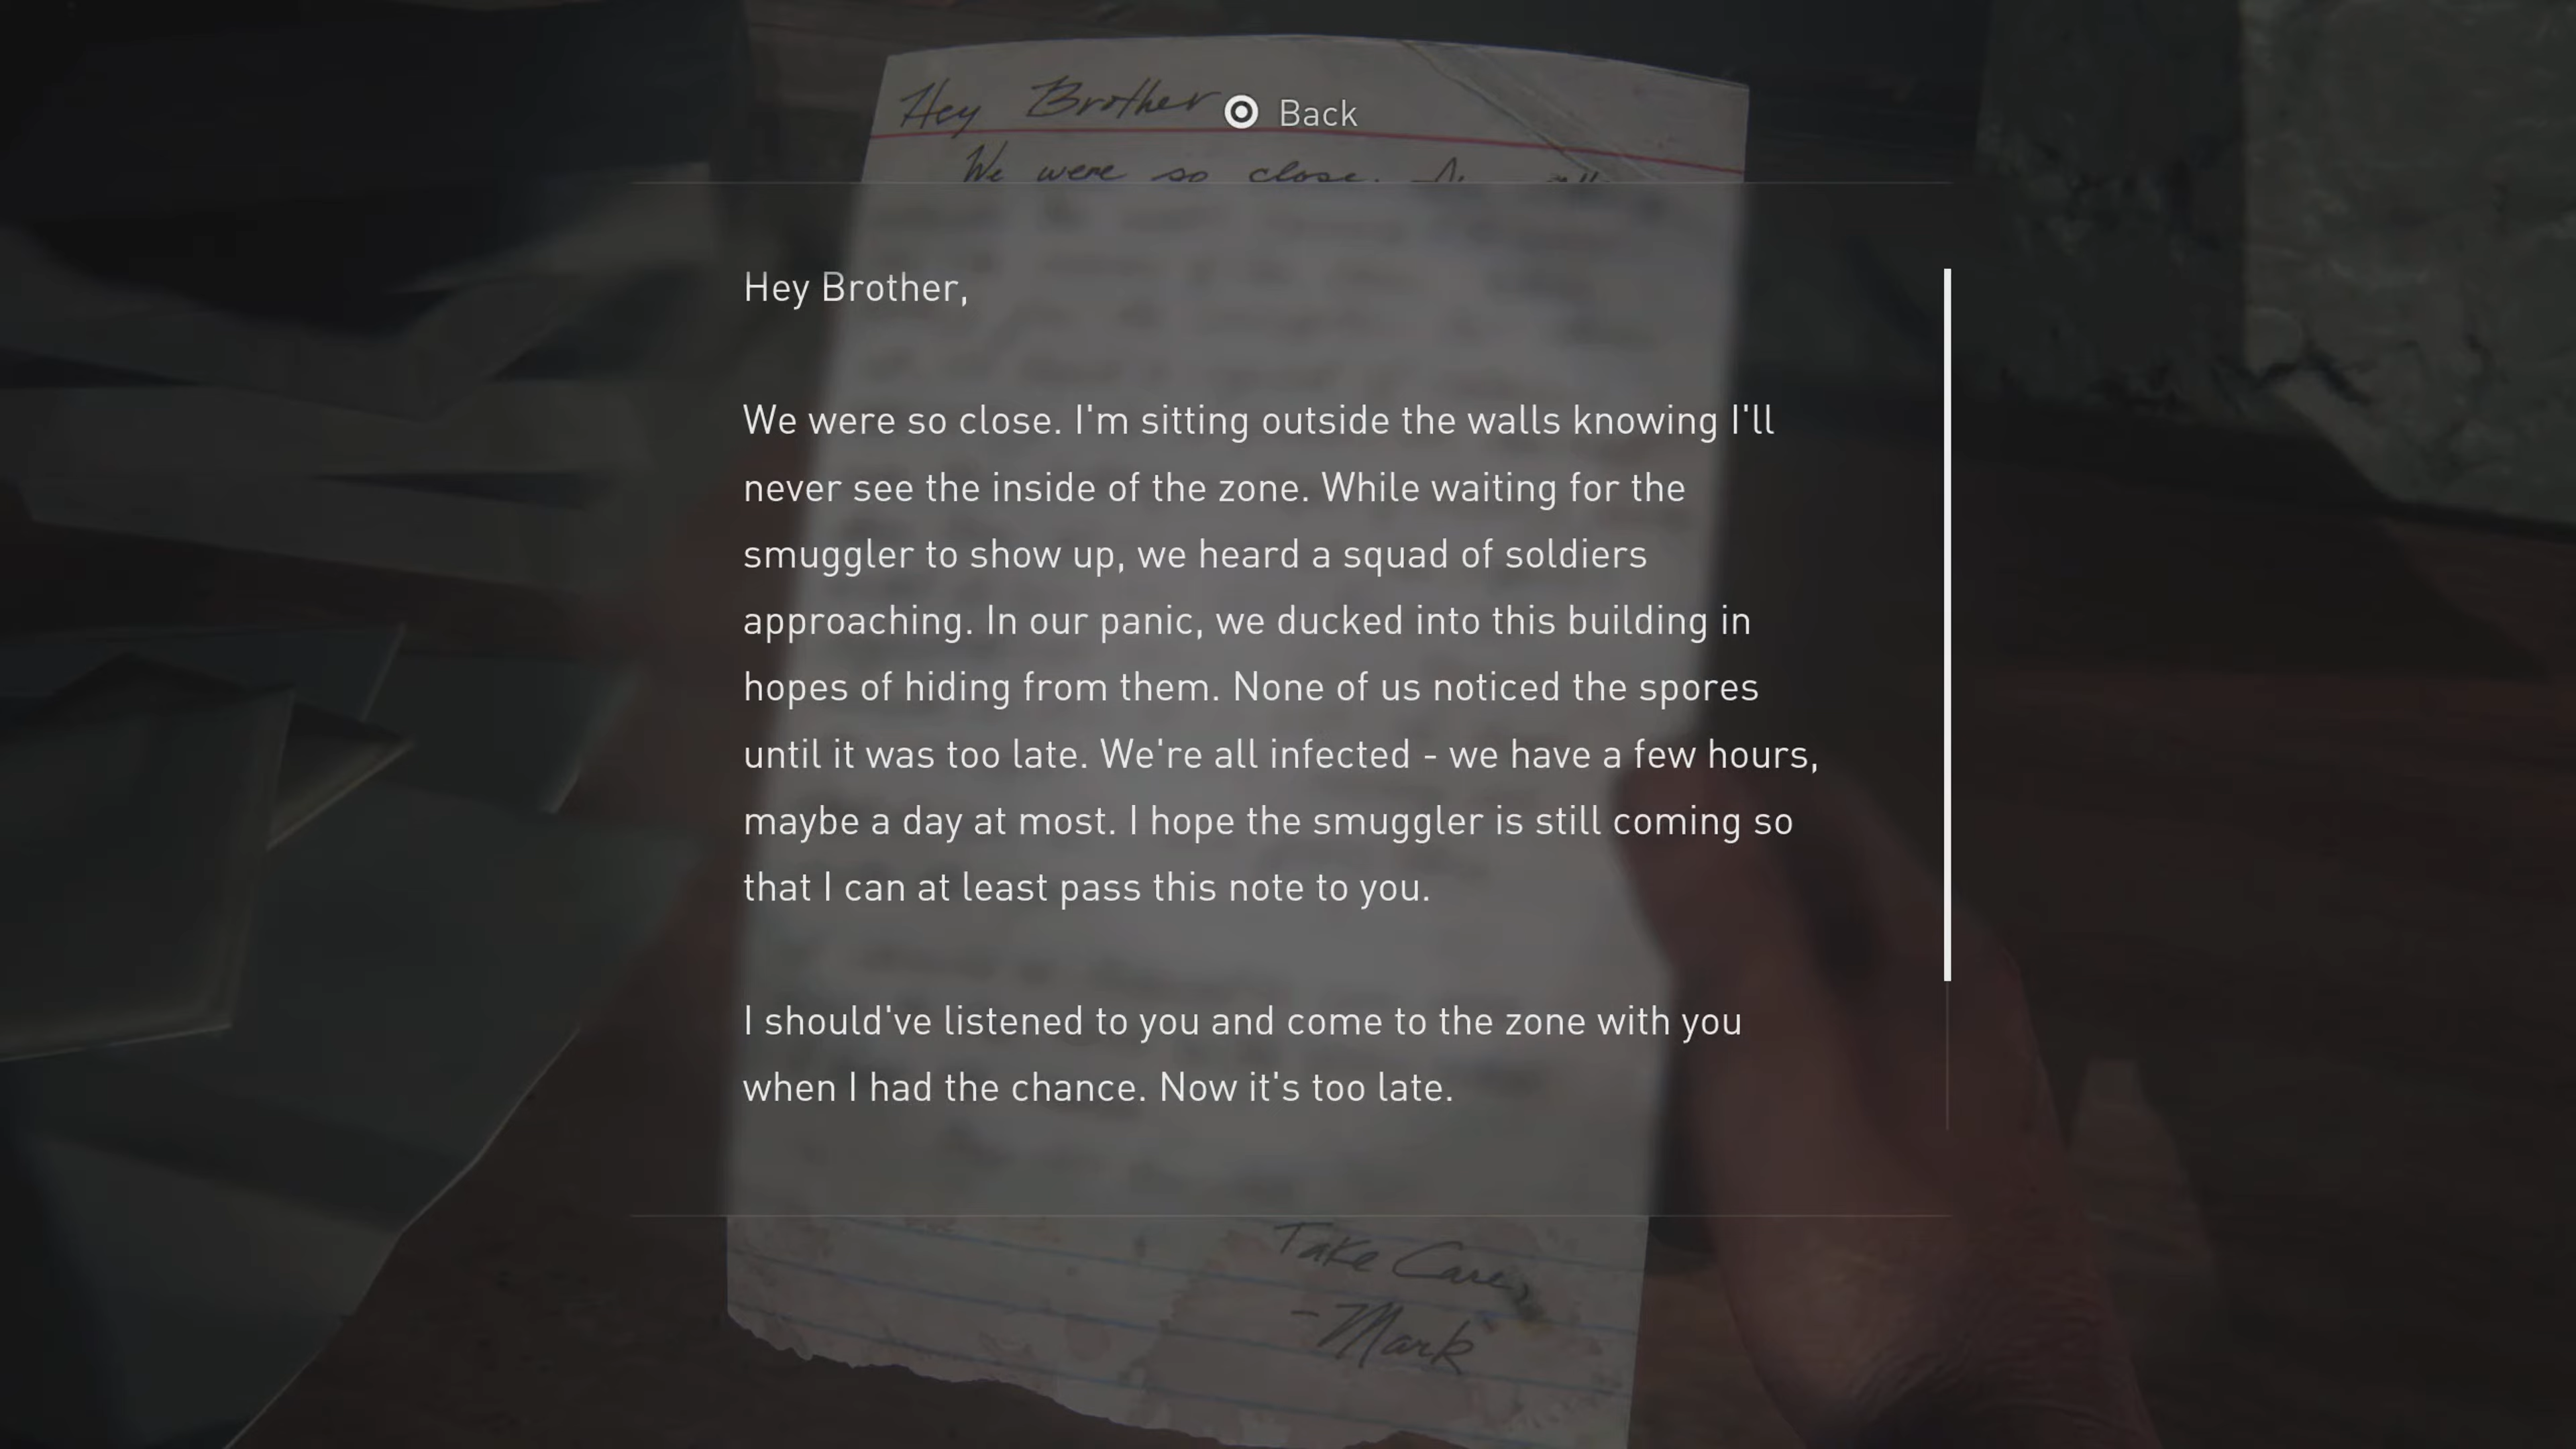 Hey Brother
Back
We were so close.
Hey Brother,
We were so close. I'm sitting outside the walls knowing I'll
never see the inside of the zone. While waiting for the
smuggler to show up, we heard a squad of soldiers
approaching. In our panic, we ducked into this building in
hopes of hiding from them. None of us noticed the spores
until it was too late. We're all infected - we have a few hours,
maybe a day at most. I hope the smuggler is still coming so
that I can at least pass this note to you.
I should've listened to you and come to the zone with you
when I had the chance. Now it's too late.
Take Care,
-Mark